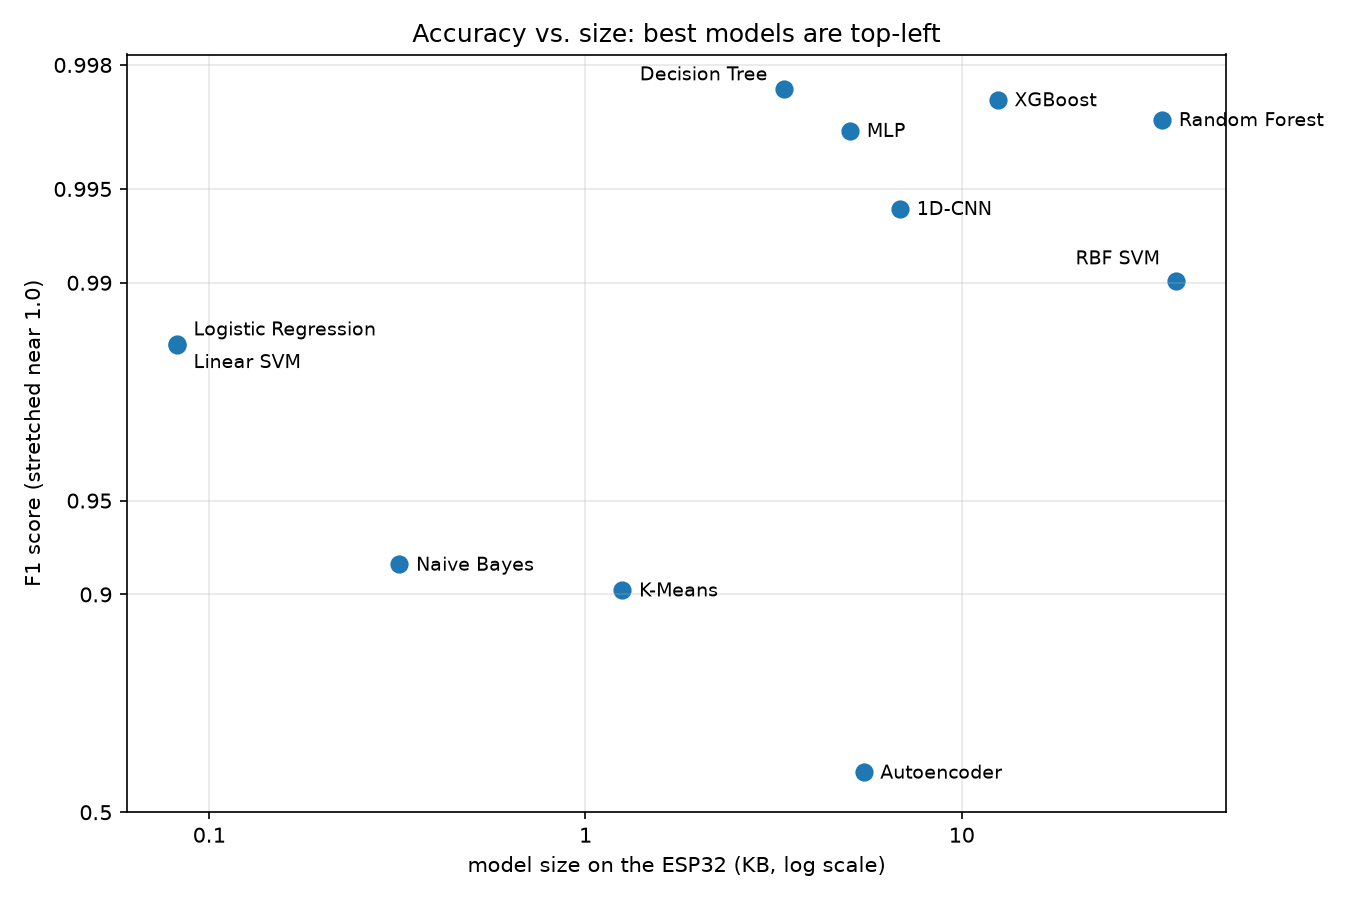 Accuracy vs. size: best models are top-left
0.998
Decision Tree
XGBoost
Random Forest
MLP
0.995
1D-CNN
RBF SVM
0.99
Logistic Regression
Linear SVM
0.95
Naive Bayes
K-Means
0.9
Autoencoder
0.5
F1 score (stretched near 1.0)
0.1
1
10
model size on the ESP32 (KB, log scale)